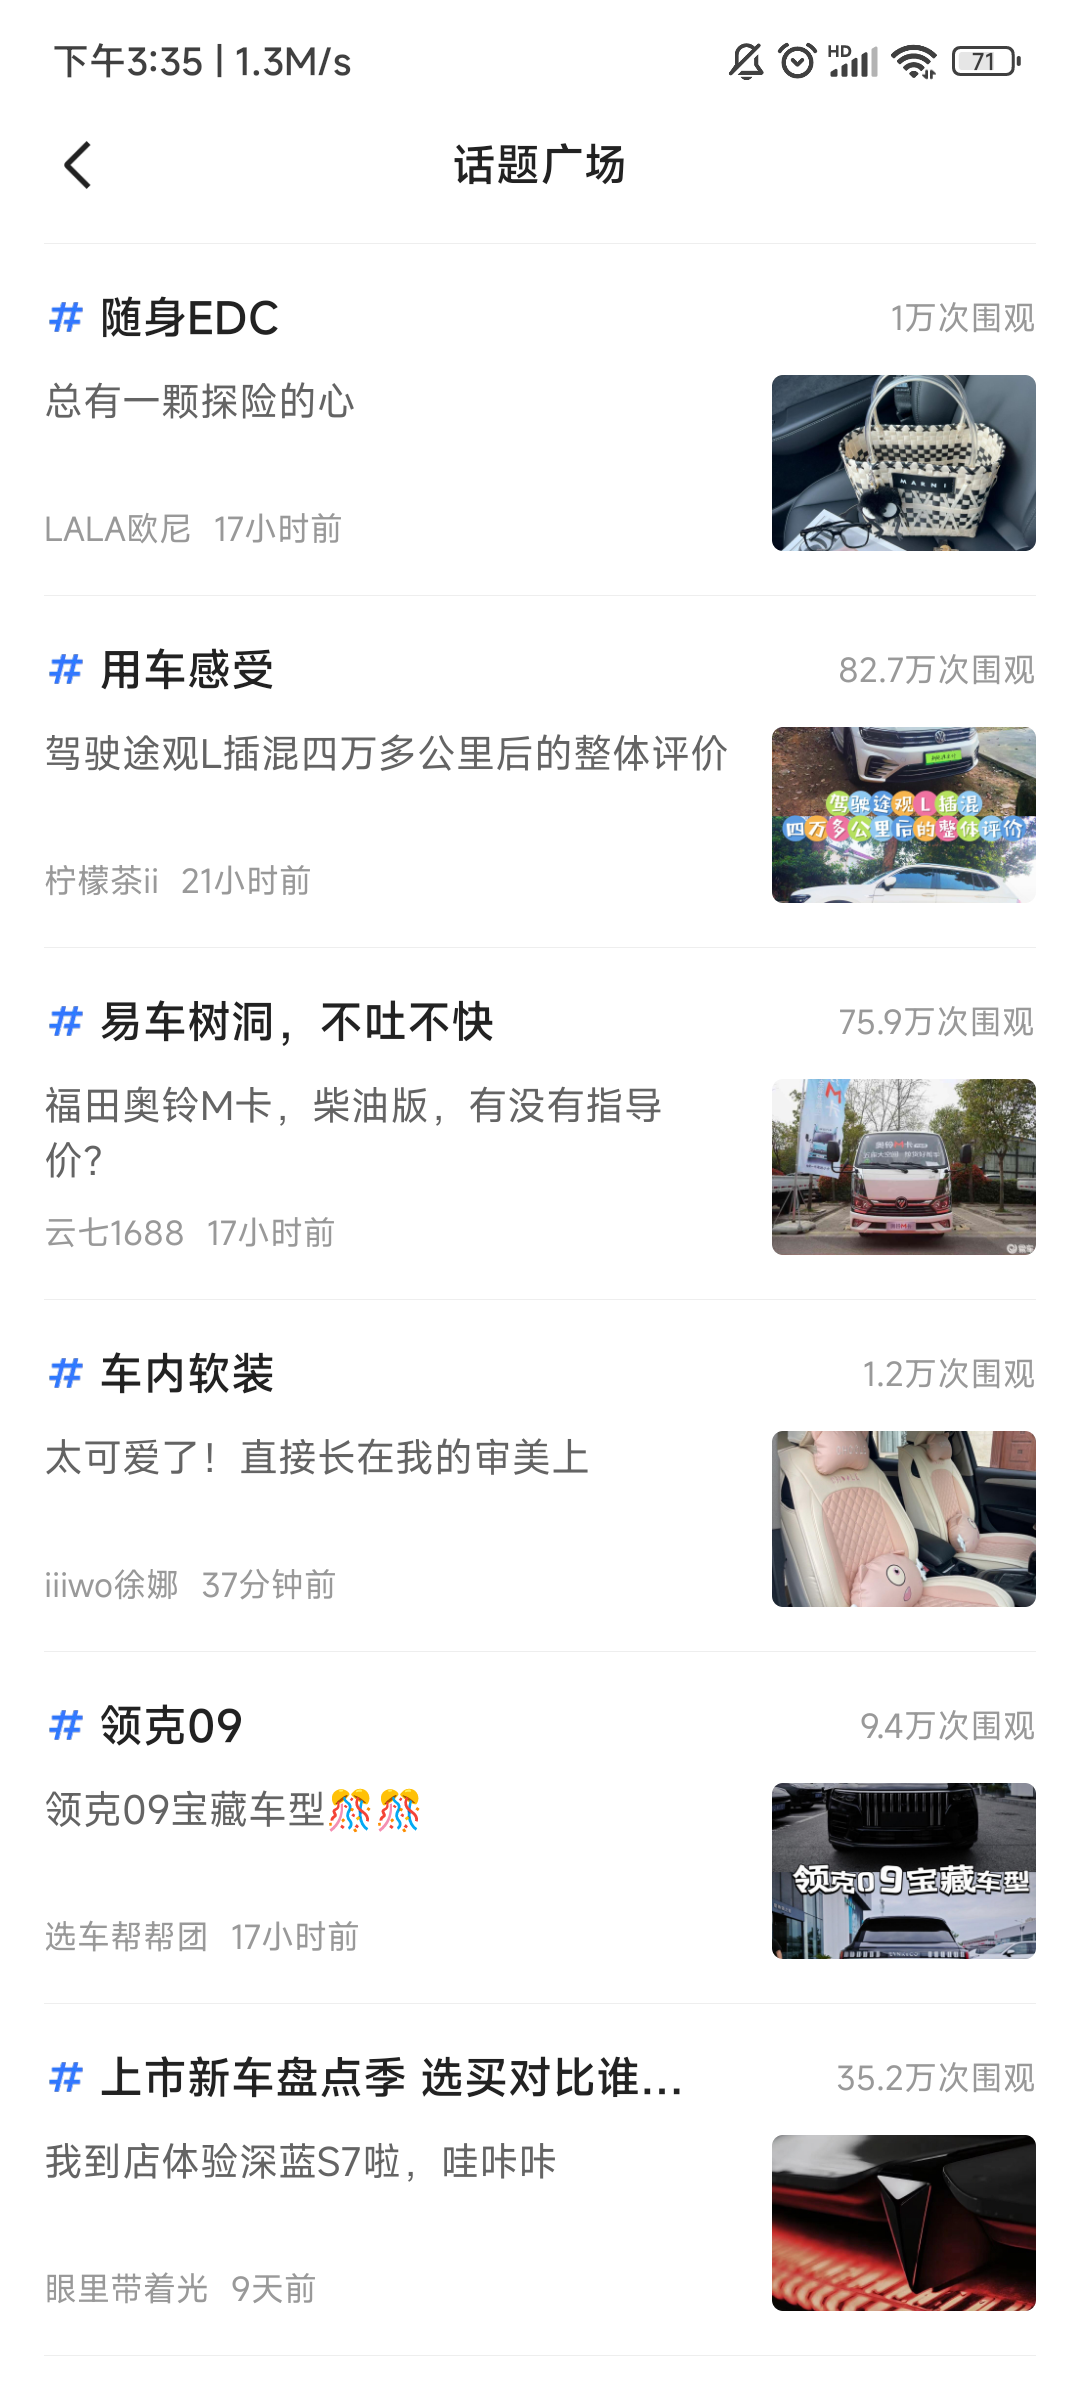 下午3:35 | 1.3M/s
HD
71
话题广场
# 随身EDC
1万次围观
总有一颗探险的心
MARNI
LALA欧尼 17小时前
# 用车感受
82.7万次围观
驾驶途观L插混四万多公里后的整体评价
驾驶途观L插混
四万多公里后的整体评价
柠檬茶ii 21小时前
# 易车树洞，不吐不快
75.9万次围观
福田奥铃M卡，柴油版，有没有指导
价？
云七1688 17小时前
# 车内软装
1.2万次围观
太可爱了！直接长在我的审美上
iiiwo徐娜 37分钟前
# 领克09
9.4万次围观
领克09宝藏车型🎊🎊
领克09宝藏车型
选车帮帮团 17小时前
# 上市新车盘点季 选买对比谁...
35.2万次围观
我到店体验深蓝S7啦，哇咔咔
眼里带着光 9天前